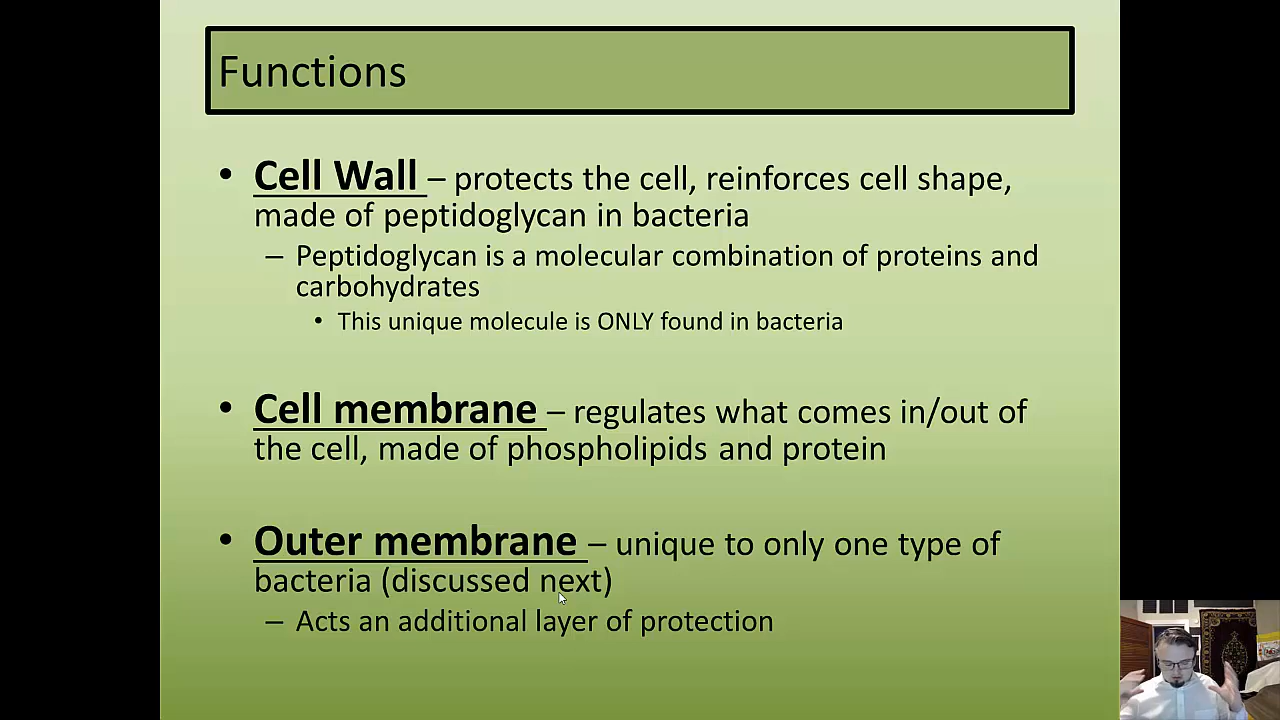 Functions
• Cell Wall – protects the cell, reinforces cell shape,
made of peptidoglycan in bacteria
– Peptidoglycan is a molecular combination of proteins and
carbohydrates
• This unique molecule is ONLY found in bacteria
• Cell membrane – regulates what comes in/out of
the cell, made of phospholipids and protein
• Outer membrane – unique to only one type of
bacteria (discussed next)
– Acts an additional layer of protection